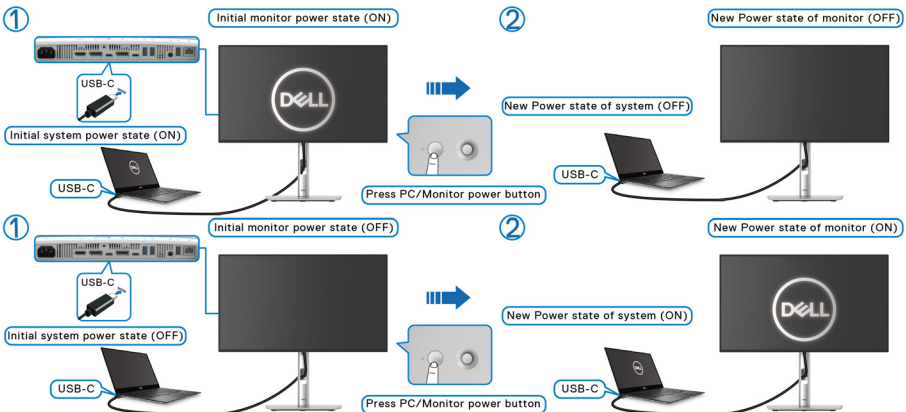 1
Initial monitor power state (ON)
2
New Power state of monitor (OFF)
USB-C
DELL
New Power state of system (OFF)
Initial system power state (ON)
DELL
USB-C
USB-C
Press PC/Monitor power button
1
Initial monitor power state (OFF)
2
New Power state of monitor (ON)
USB-C
DELL
New Power state of system (ON)
Initial system power state (OFF)
DELL
USB-C
USB-C
Press PC/Monitor power button